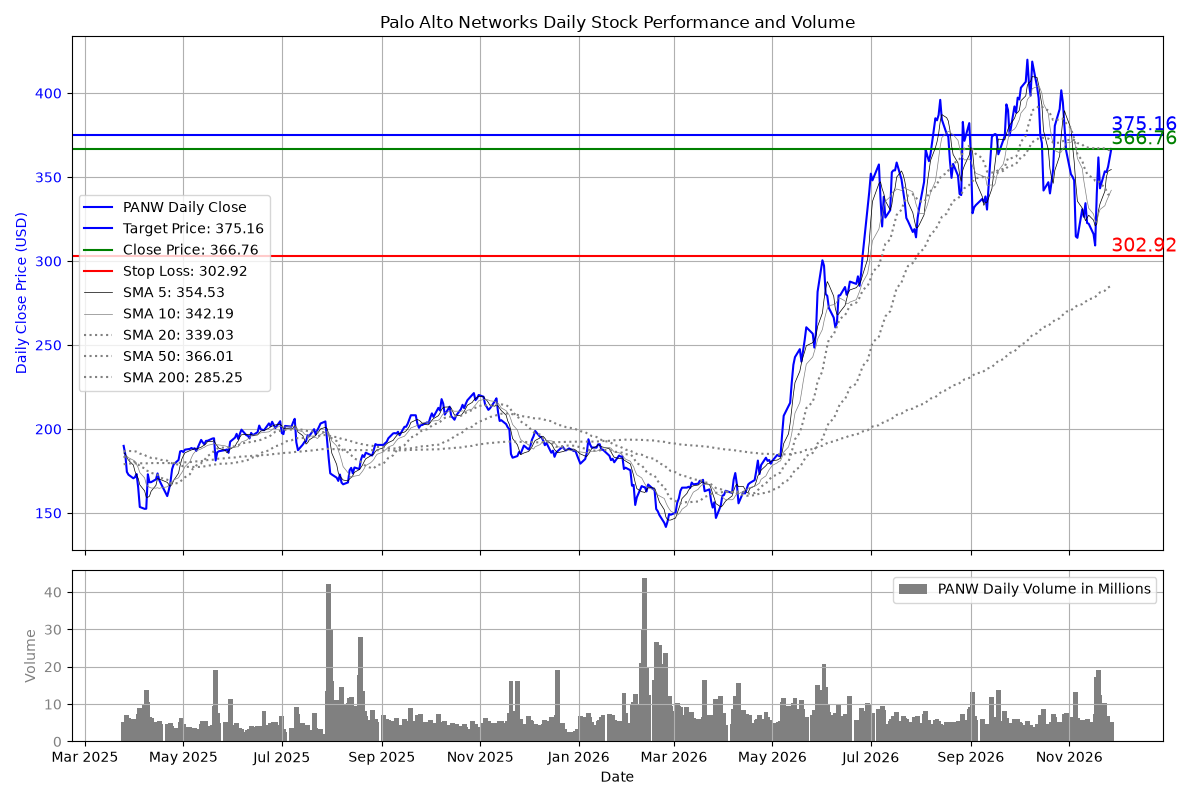 Palo Alto Networks Daily Stock Performance and Volume
Daily Close Price (USD)
400
350
300
250
200
150
375.16
366.76
302.92
PANW Daily Close
Target Price: 375.16
Close Price: 366.76
Stop Loss: 302.92
SMA 5: 354.53
SMA 10: 342.19
SMA 20: 339.03
SMA 50: 366.01
SMA 200: 285.25
Volume
40
30
20
10
0
PANW Daily Volume in Millions
Mar 2025 May 2025 Jul 2025 Sep 2025 Nov 2025 Jan 2026 Mar 2026 May 2026 Jul 2026 Sep 2026 Nov 2026
Date